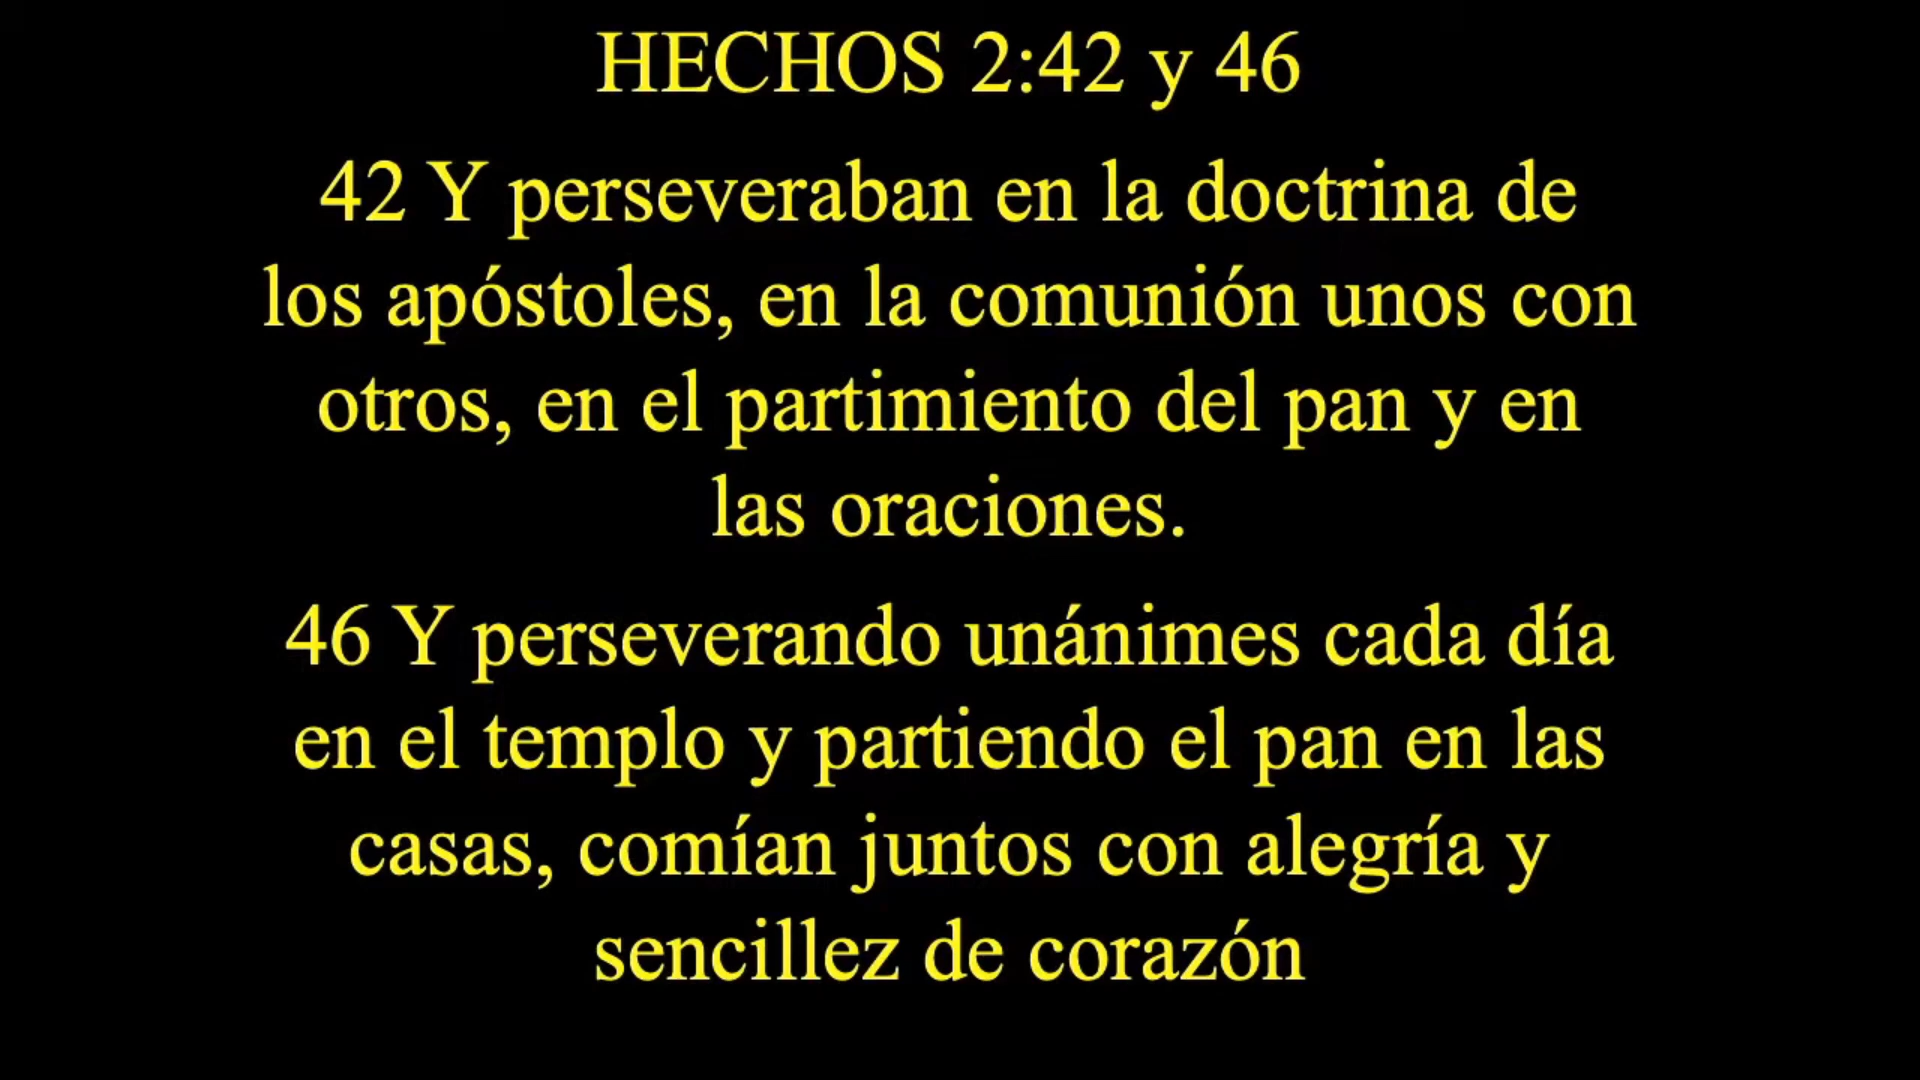 HECHOS 2:42 y 46
42 Y perseveraban en la doctrina de
los apóstoles, en la comunión unos con
otros, en el partimiento del pan y en
las oraciones.
46 Y perseverando unánimes cada día
en el templo y partiendo el pan en las
casas, comían juntos con alegría y
sencillez de corazón